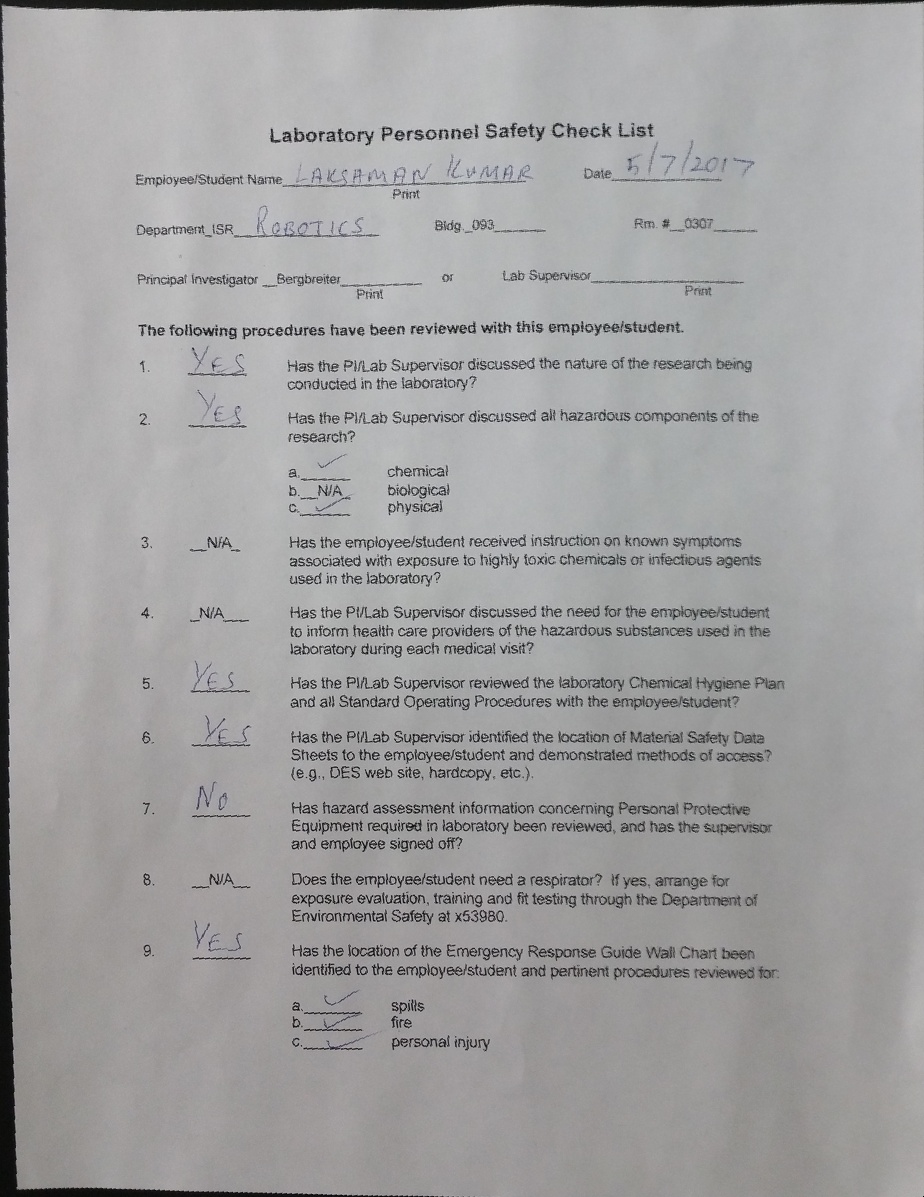 Laboratory Personnel Safety Check List
Employee/Student Name LAKSAMAN KUMAR Date 5/7/2017
Print
Department_ISR ROBOTICS Bldg._093 Rm. #_0307
Principal Investigator __Bergbreiter or Lab Supervisor
Print Print
The following procedures have been reviewed with this employee/student.
1. YES Has the PI/Lab Supervisor discussed the nature of the research being
conducted in the laboratory?
2. YES Has the PI/Lab Supervisor discussed all hazardous components of the
research?
a. ✓ chemical
b.__N/A_ biological
c. ✓ physical
3. __N/A_ Has the employee/student received instruction on known symptoms
associated with exposure to highly toxic chemicals or infectious agents
used in the laboratory?
4. _N/A__ Has the PI/Lab Supervisor discussed the need for the employee/student
to inform health care providers of the hazardous substances used in the
laboratory during each medical visit?
5. YES Has the PI/Lab Supervisor reviewed the laboratory Chemical Hygiene Plan
and all Standard Operating Procedures with the employee/student?
6. YES Has the PI/Lab Supervisor identified the location of Material Safety Data
Sheets to the employee/student and demonstrated methods of access?
(e.g., DES web site, hardcopy, etc.).
7. No Has hazard assessment information concerning Personal Protective
Equipment required in laboratory been reviewed, and has the supervisor
and employee signed off?
8. __N/A__ Does the employee/student need a respirator? If yes, arrange for
exposure evaluation, training and fit testing through the Department of
Environmental Safety at x53980.
9. YES Has the location of the Emergency Response Guide Wall Chart been
identified to the employee/student and pertinent procedures reviewed for:
a. ✓ spills
b. ✓ fire
c. ✓ personal injury